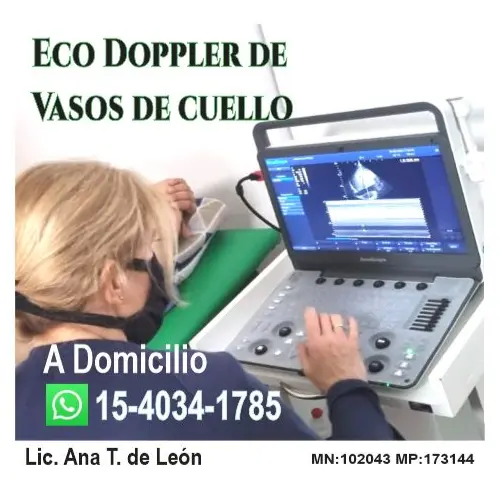 Eco Doppler de
Vasos de cuello
A Domicilio
15-4034-1785
Lic. Ana T. de León
MN:102043 MP:173144